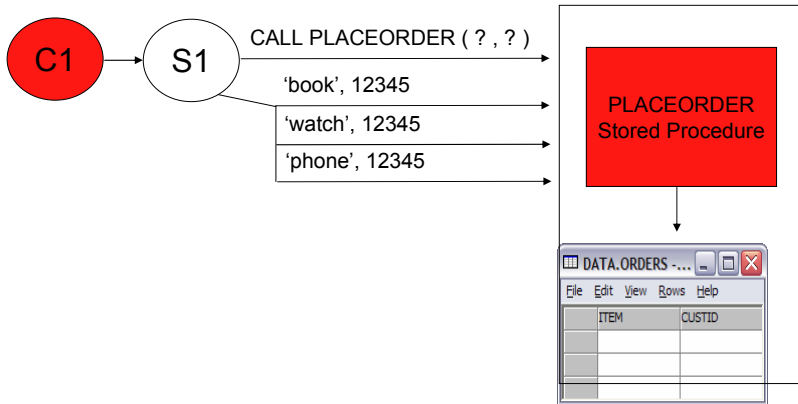 C1
S1
CALL PLACEORDER ( ? , ? )
‘book’, 12345
‘watch’, 12345
‘phone’, 12345
PLACEORDER
Stored Procedure
DATA.ORDERS -...
File Edit View Rows Help
ITEM CUSTID